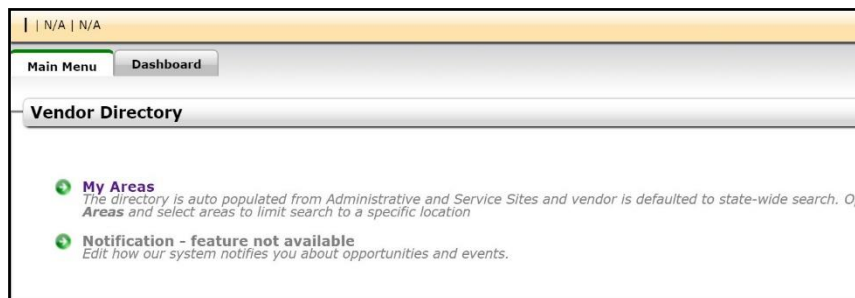 | | N/A | N/A
Main Menu Dashboard
Vendor Directory
My Areas
The directory is auto populated from Administrative and Service Sites and vendor is defaulted to state-wide search.
Areas and select areas to limit search to a specific location
Notification - feature not available
Edit how our system notifies you about opportunities and events.